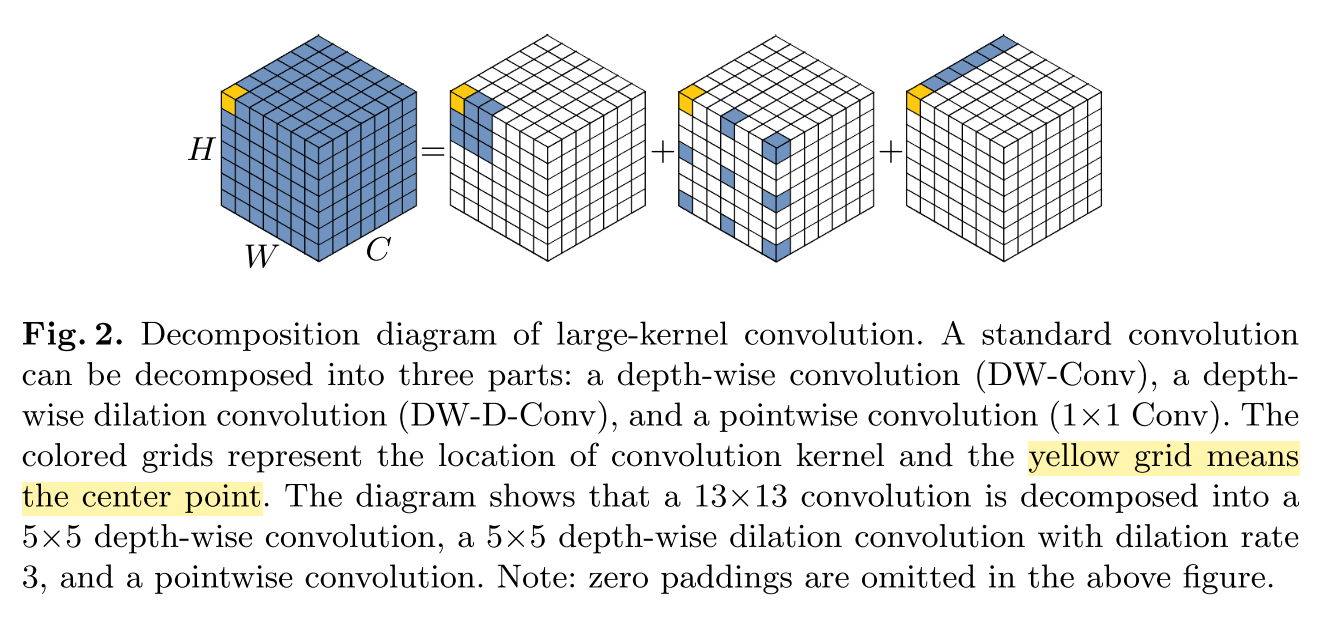 H = + +
W C
Fig. 2. Decomposition diagram of large-kernel convolution. A standard convolution
can be decomposed into three parts: a depth-wise convolution (DW-Conv), a depth-
wise dilation convolution (DW-D-Conv), and a pointwise convolution (1×1 Conv). The
colored grids represent the location of convolution kernel and the yellow grid means
the center point. The diagram shows that a 13×13 convolution is decomposed into a
5×5 depth-wise convolution, a 5×5 depth-wise dilation convolution with dilation rate
3, and a pointwise convolution. Note: zero paddings are omitted in the above figure.